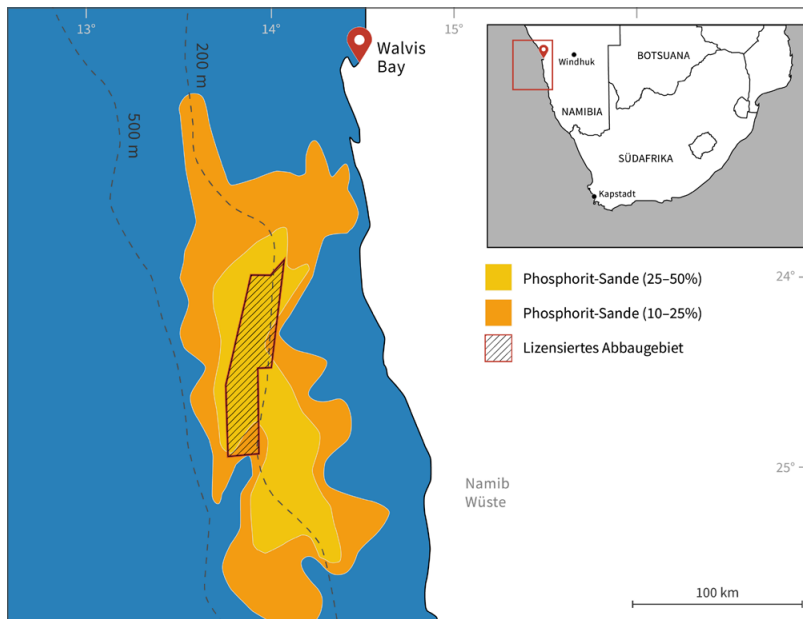 13°
14°
15°
200 m
500 m
Walvis
Bay
Windhuk
BOTSUANA
NAMIBIA
SÜDAFRIKA
Kapstadt
24°
Phosphorit-Sande (25–50%)
Phosphorit-Sande (10–25%)
Lizensiertes Abbaugebiet
25°
Namib
Wüste
100 km